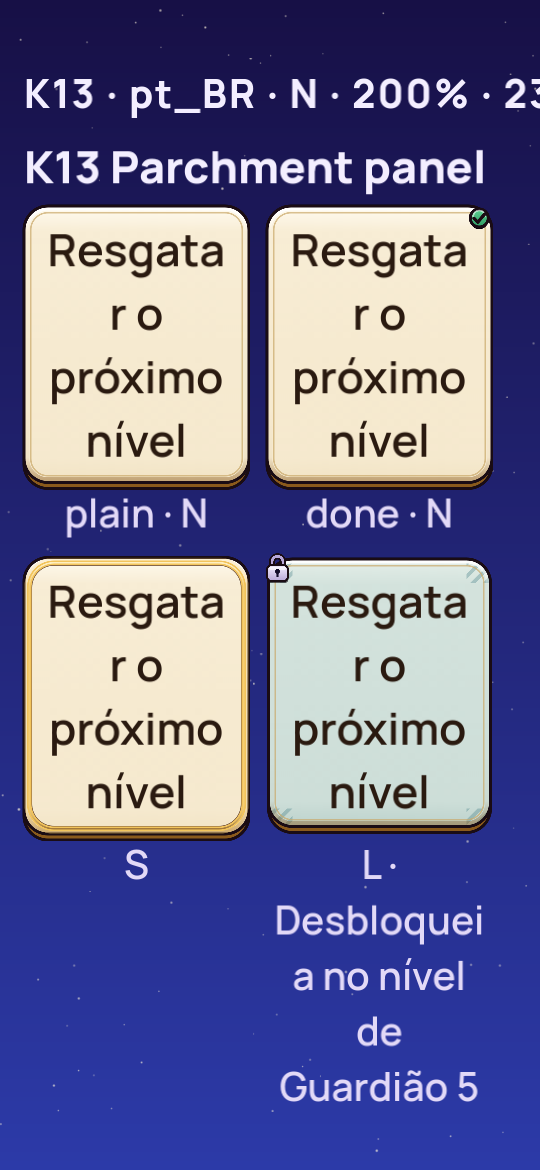 K13 · pt_BR · N · 200% · 23
K13 Parchment panel
Resgata
r o
próximo
nível
Resgata
r o
próximo
nível
plain · N
done · N
Resgata
r o
próximo
nível
Resgata
r o
próximo
nível
S
L ·
Desbloquei
a no nível
de
Guardião 5